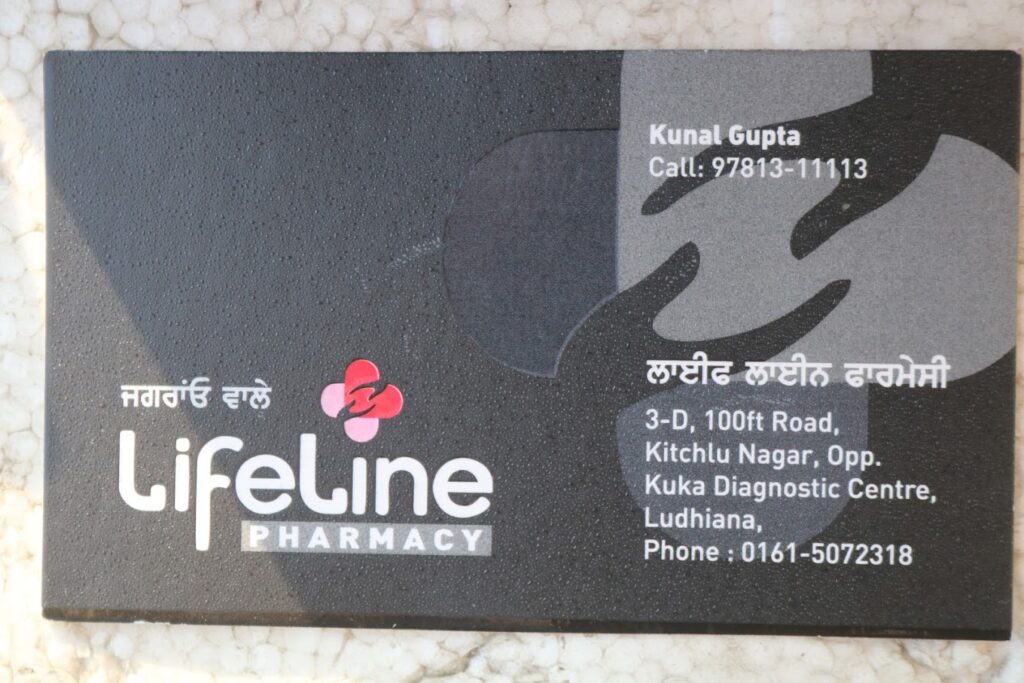 Kunal Gupta
Call: 97813-11113
ਜਗਰਾਂਓ ਵਾਲੇ
LifeLine
PHARMACY
ਲਾਈਫ ਲਾਈਨ ਫਾਰਮੇਸੀ
3-D, 100ft Road,
Kitchlu Nagar, Opp.
Kuka Diagnostic Centre,
Ludhiana,
Phone : 0161-5072318